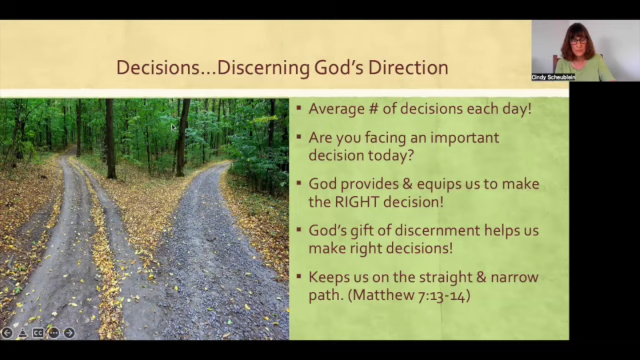 Decisions...Discerning God's Direction
Cindy Scheublein
▪ Average # of decisions each day!
▪ Are you facing an important
decision today?
▪ God provides & equips us to make
the RIGHT decision!
▪ God's gift of discernment helps us
make right decisions!
▪ Keeps us on the straight & narrow
path. (Matthew 7:13-14)
CC